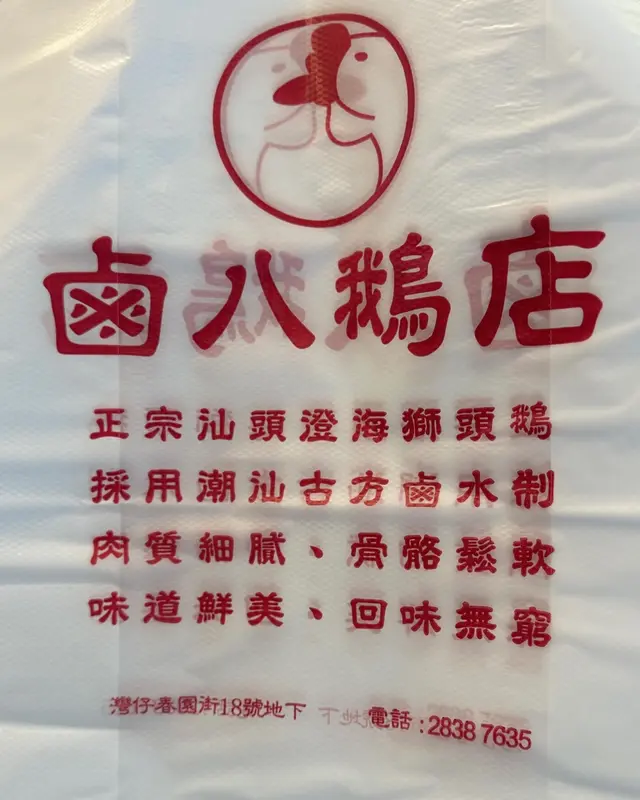 鹵八鵝店
正宗汕頭澄海獅頭鵝
採用潮汕古方鹵水制
肉質細膩、骨骼鬆軟
味道鮮美、回味無窮
灣仔春園街18號地下 電話:2838 7635